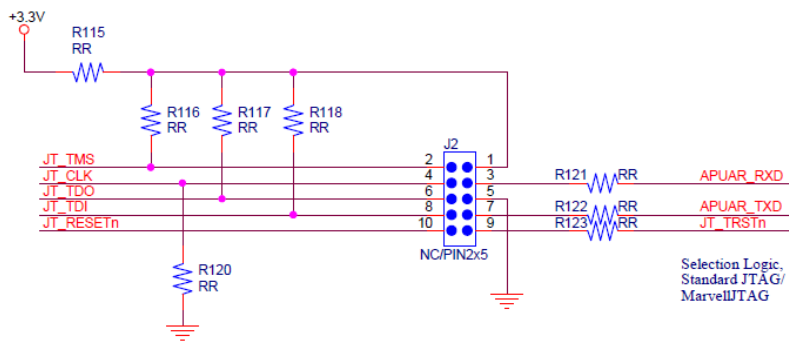 +3.3V
R115
RR
R116
RR
R117
RR
R118
RR
J2
JT_TMS
2
1
JT_CLK
4
3
R121
RR
APUAR_RXD
JT_TDO
6
5
JT_TDI
8
7
R122
RR
APUAR_TXD
JT_RESETn
10
9
R123
RR
JT_TRSTn
NC/PIN2x5
R120
RR
Selection Logic,
Standard JTAG/
MarvellJTAG